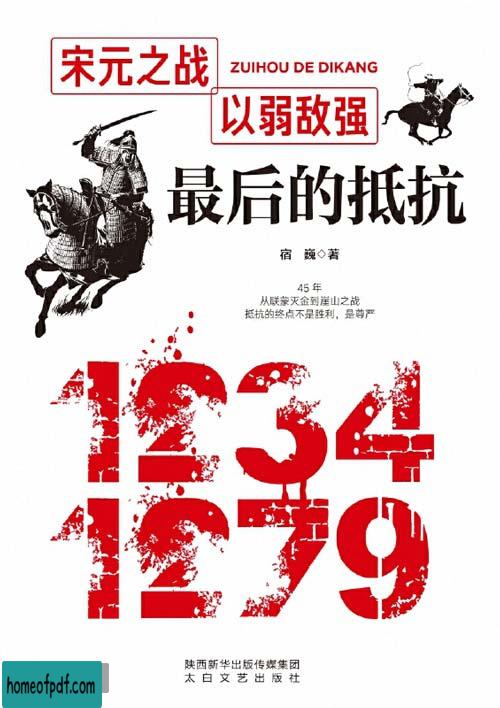 宋元之战
ZUIHOU DE DIKANG
以弱敌强
最后的抵抗
宿 巍◇著
45 年
从联蒙灭金到崖山之战
抵抗的终点不是胜利，是尊严
1234
1279
陕西新华出版传媒集团
太白文艺出版社
homeofpdf.com